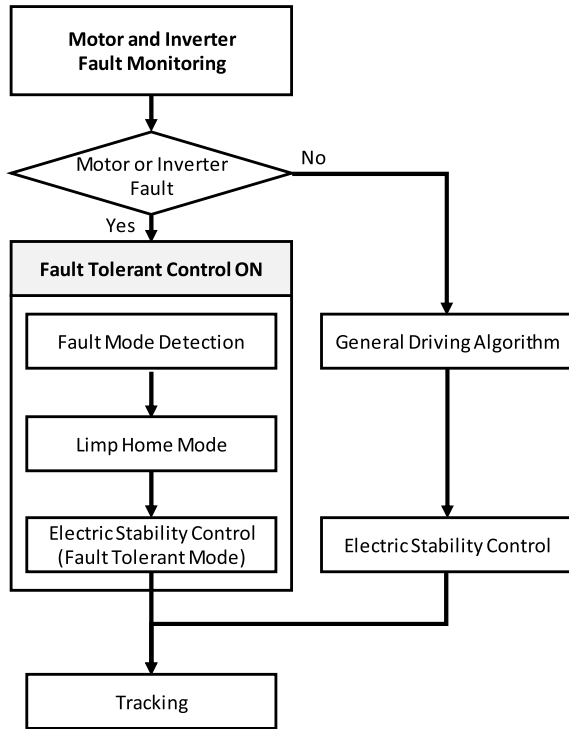 Motor and Inverter
Fault Monitoring
Motor or Inverter
Fault
No
Yes
Fault Tolerant Control ON
Fault Mode Detection
General Driving Algorithm
Limp Home Mode
Electric Stability Control
(Fault Tolerant Mode)
Electric Stability Control
Tracking